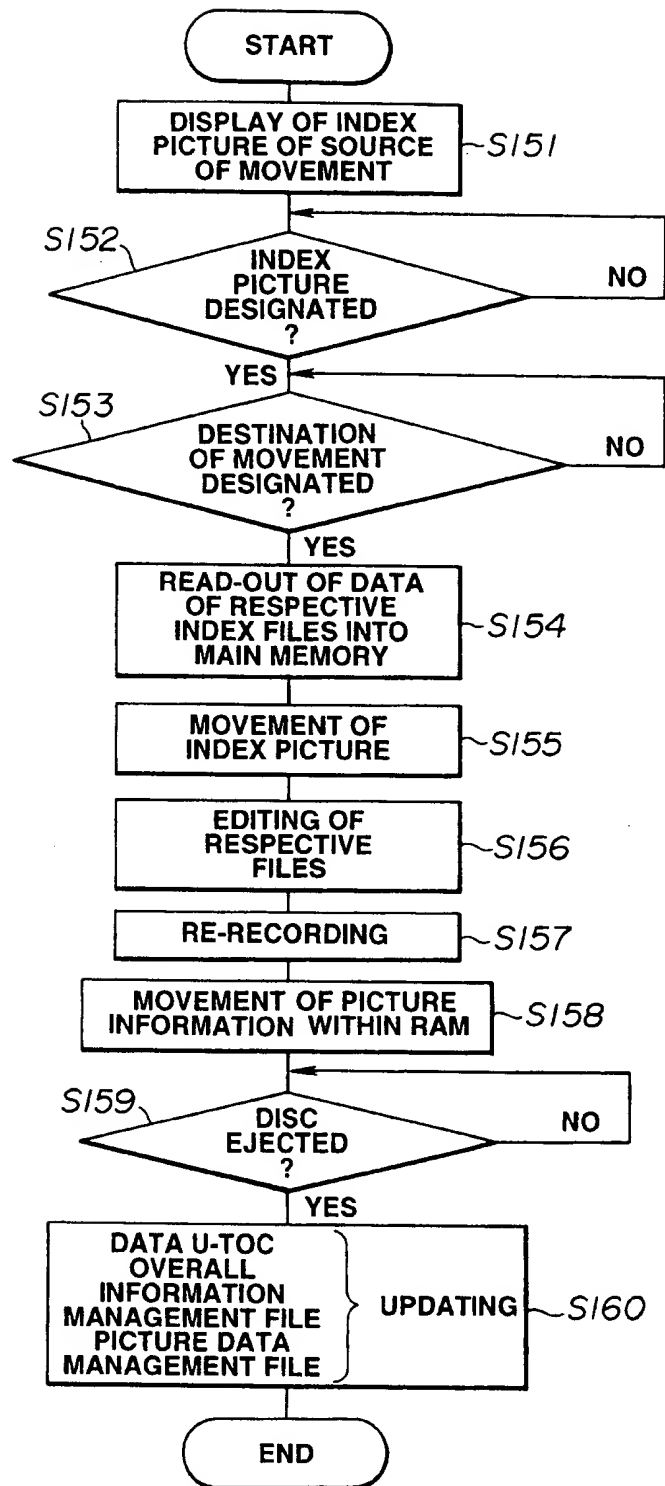 START
DISPLAY OF INDEX
PICTURE OF SOURCE
OF MOVEMENT
S151
S152
INDEX
PICTURE
DESIGNATED
?
NO
YES
S153
DESTINATION
OF MOVEMENT
DESIGNATED
?
NO
YES
READ-OUT OF DATA
OF RESPECTIVE
INDEX FILES INTO
MAIN MEMORY
S154
MOVEMENT OF
INDEX PICTURE
S155
EDITING OF
RESPECTIVE
FILES
S156
RE-RECORDING
S157
MOVEMENT OF PICTURE
INFORMATION WITHIN RAM
S158
S159
DISC
EJECTED
?
NO
YES
DATA U-TOC
OVERALL
INFORMATION
MANAGEMENT FILE
PICTURE DATA
MANAGEMENT FILE
UPDATING
S160
END